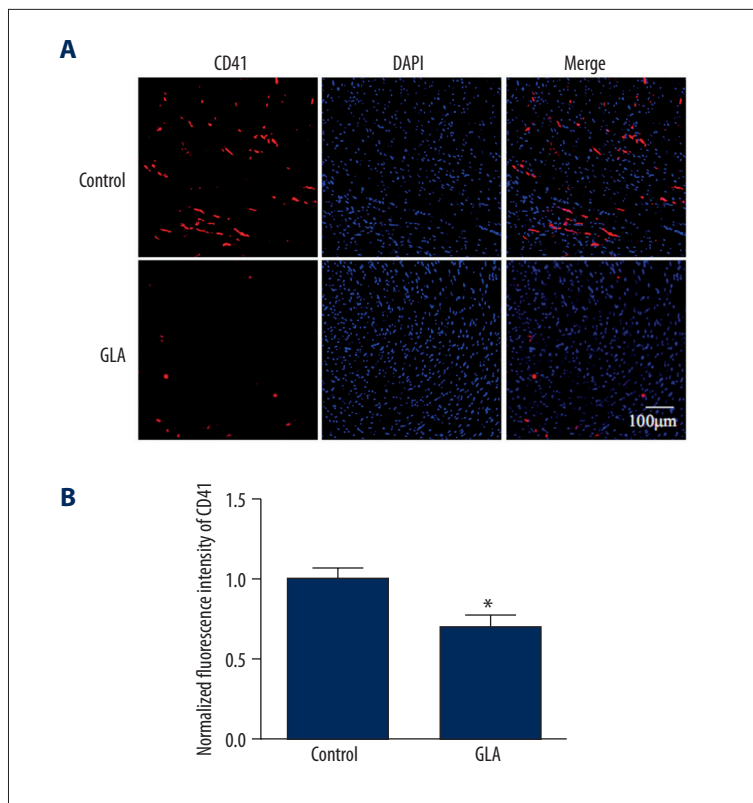 A
CD41 DAPI Merge
Control
GLA
100μm
B
Normalized fluorescence intensity of CD41
1.5
1.0
*
0.5
0.0
Control GLA